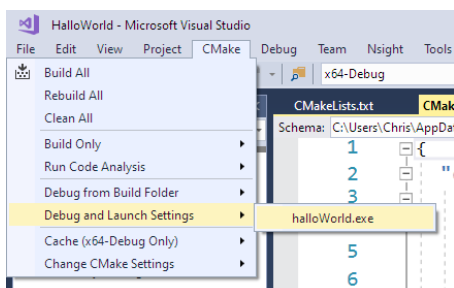 HalloWorld - Microsoft Visual Studio
File Edit View Project CMake Debug Team Nsight Tools
Build All
x64-Debug
Rebuild All
Clean All
CMakeLists.txt
Schema: C:\Users\Chris\AppDa
Build Only
1 {
Run Code Analysis
2 "
Debug from Build Folder
3
Debug and Launch Settings
halloWorld.exe
Cache (x64-Debug Only)
5
Change CMake Settings
6